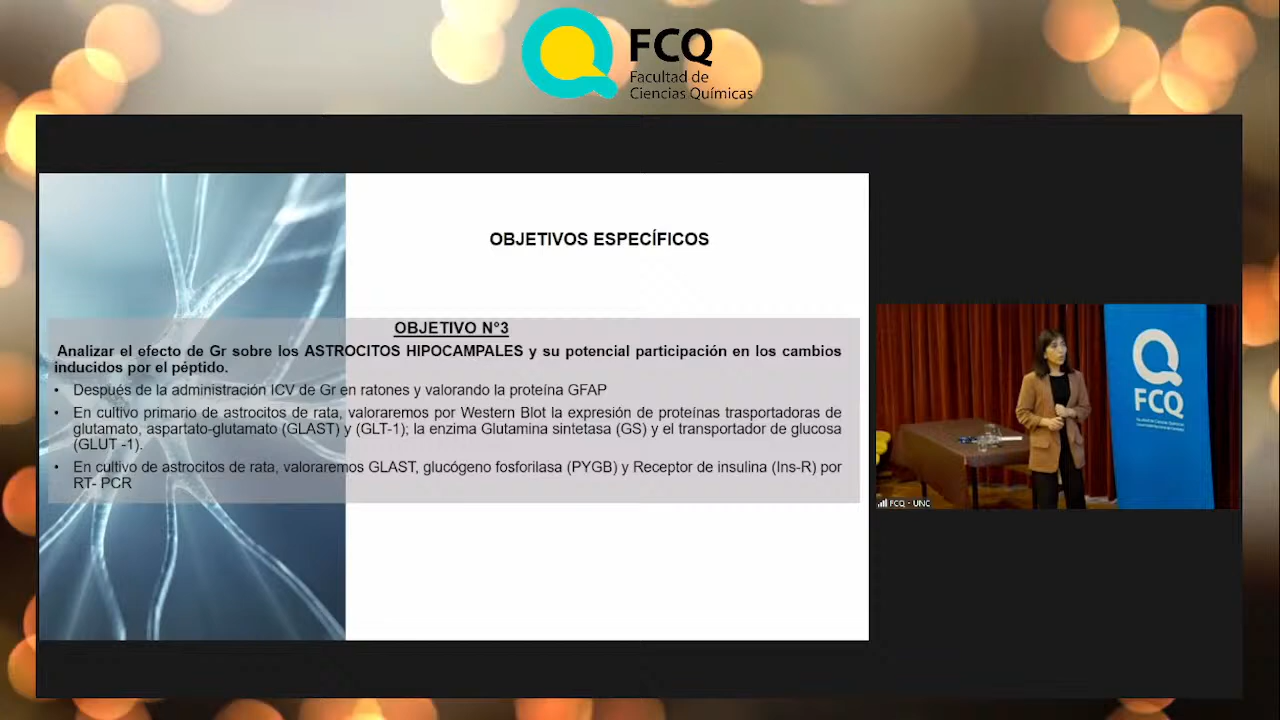 FCQ
Facultad de
Ciencias Químicas
OBJETIVOS ESPECÍFICOS
OBJETIVO N°3
Analizar el efecto de Gr sobre los ASTROCITOS HIPOCAMPALES y su potencial participación en los cambios
inducidos por el péptido.
• Después de la administración ICV de Gr en ratones y valorando la proteína GFAP
• En cultivo primario de astrocitos de rata, valoraremos por Western Blot la expresión de proteínas trasportadoras de
glutamato, aspartato-glutamato (GLAST) y (GLT-1); la enzima Glutamina sintetasa (GS) y el transportador de glucosa
(GLUT -1).
• En cultivo de astrocitos de rata, valoraremos GLAST, glucógeno fosforilasa (PYGB) y Receptor de insulina (Ins-R) por
RT- PCR
FCQ
FCQ - UNC